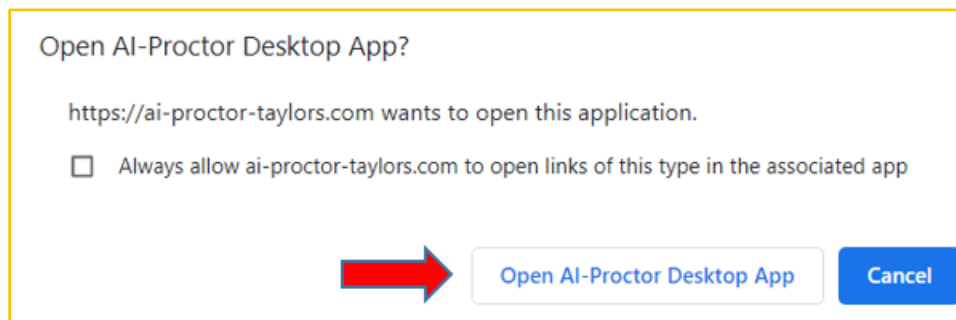 Open AI-Proctor Desktop App?
https://ai-proctor-taylors.com wants to open this application.
Always allow ai-proctor-taylors.com to open links of this type in the associated app
Open AI-Proctor Desktop App
Cancel